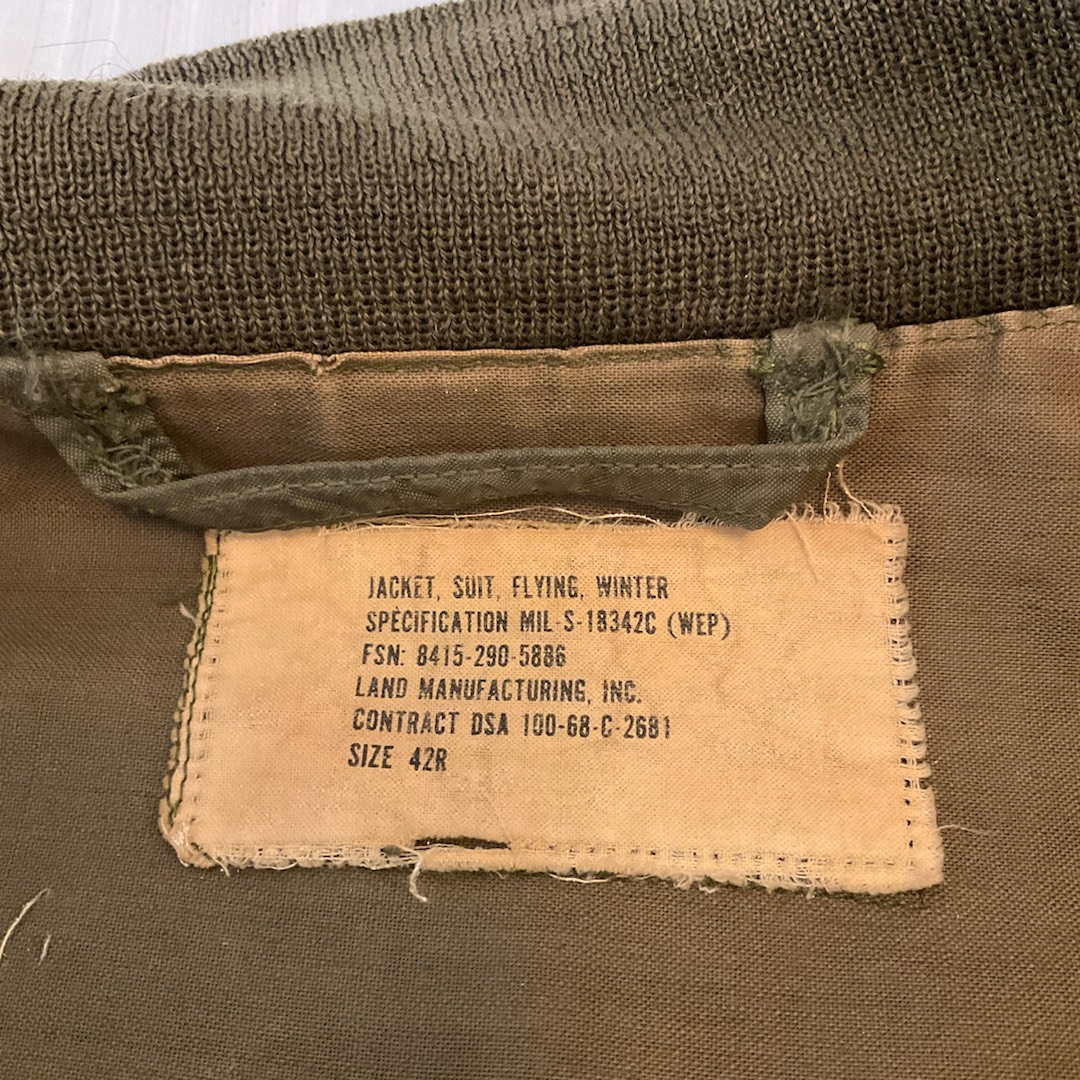 JACKET, SUIT, FLYING, WINTER
SPECIFICATION MIL-S-18342C (WEP)
FSN: 8415-290-5886
LAND MANUFACTURING, INC.
CONTRACT DSA 100-68-C-2681
SIZE 42R